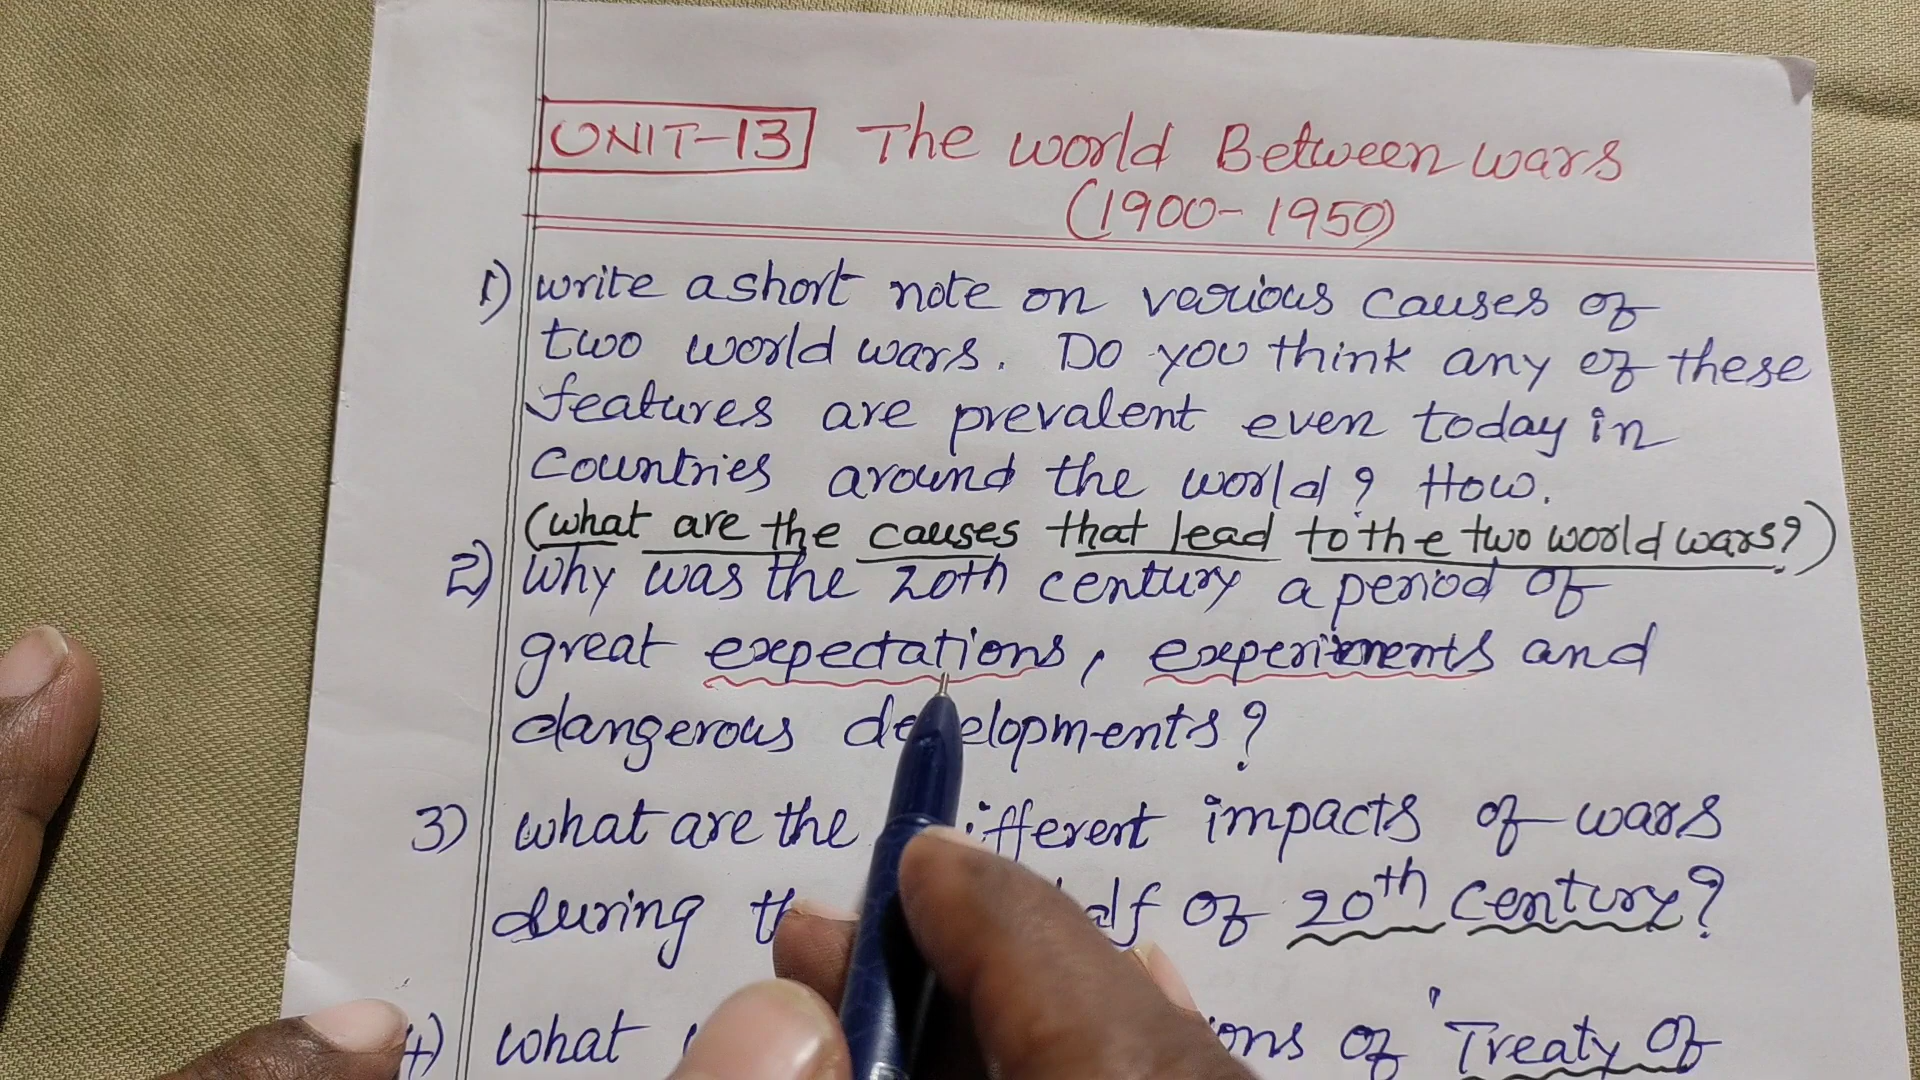 UNIT-13 The world Between wars
(1900-1950)
1) write a short note on various causes of
two world wars. Do you think any of these
features are prevalent even today in
countries around the world? How.
(what are the causes that lead to the two world wars?)
2) Why was the 20th century a period of
great expectations, experiments and
dangerous developments?
3) what are the different impacts of wars
during half of 20th century?
4) what of 'Treaty of